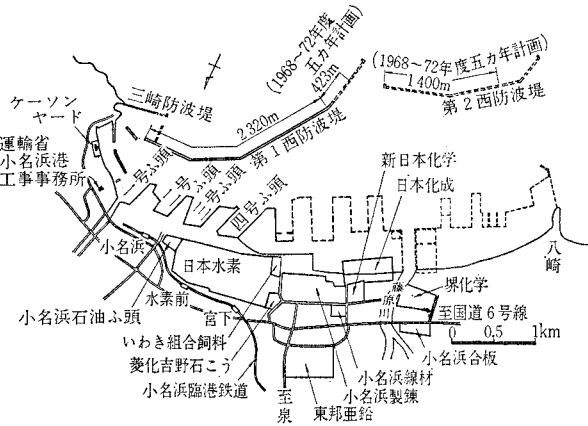 (1968〜72年度
五カ年計画)
423m
(1968〜72年度五カ年計画)
1400m
第2西防波堤
三崎防波堤
2,320m
第1西防波堤
ケーソン
ヤード
運輸省
小名浜港
工事事務所
一号ふ頭
二号ふ頭
三号ふ頭
四号ふ頭
新日本化学
日本化成
八崎
小名浜
日本水素
藤原川
堺化学
水素前
宮下
至国道6号線
小名浜石油ふ頭
0 0.5 1km
いわき組合飼料
小名浜合板
菱化吉野石こう
小名浜線材
小名浜臨港鉄道
小名浜製錬
至泉
東邦亜鉛